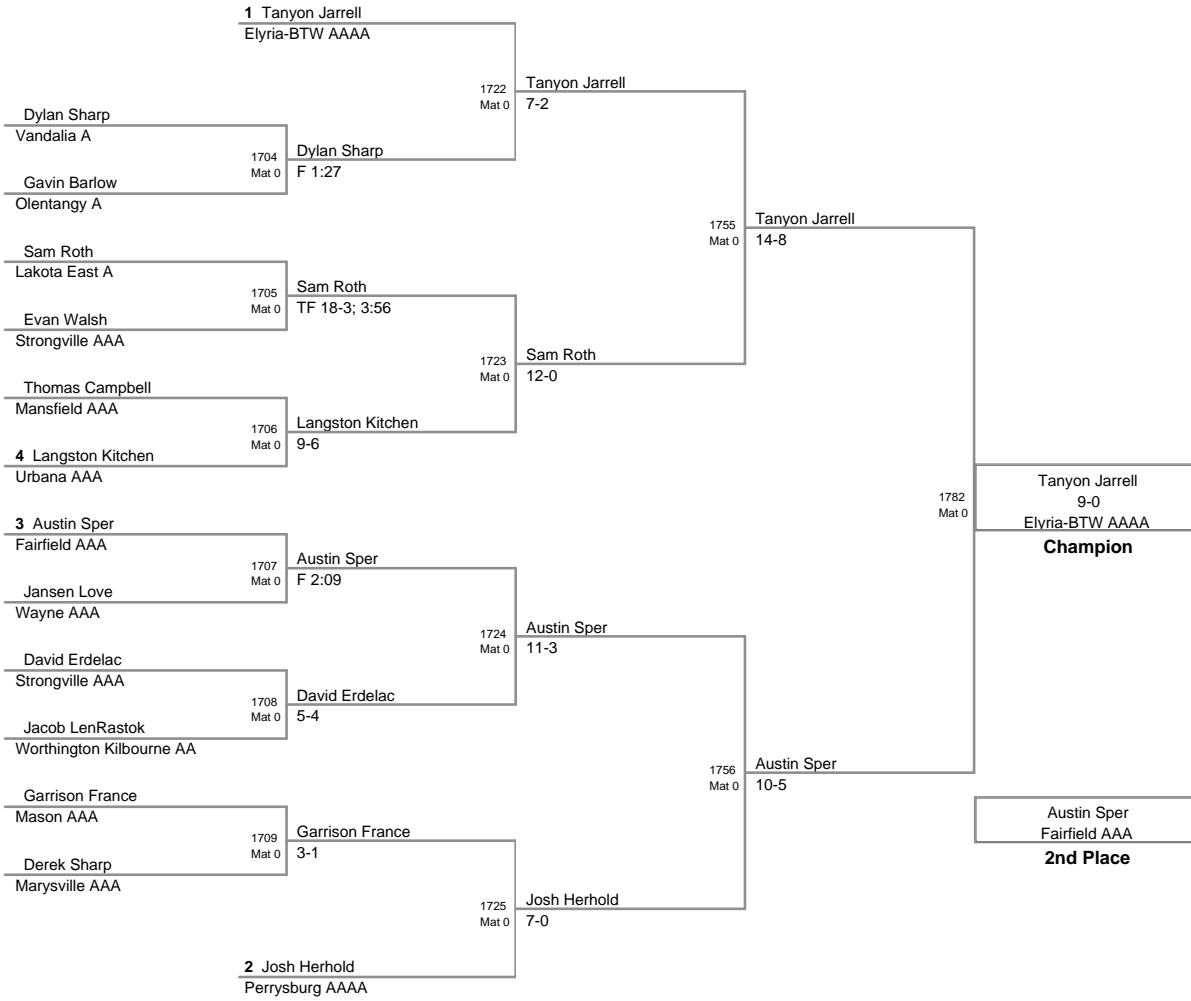 1 Tanyon Jarrell
Elyria-BTW AAAA
1722
Mat 0
Tanyon Jarrell
7-2
Dylan Sharp
Vandalia A
1704
Mat 0
Dylan Sharp
F 1:27
Gavin Barlow
Olentangy A
1755
Mat 0
Tanyon Jarrell
14-8
Sam Roth
Lakota East A
1705
Mat 0
Sam Roth
TF 18-3; 3:56
Evan Walsh
Strongville AAA
1723
Mat 0
Sam Roth
12-0
Thomas Campbell
Mansfield AAA
1706
Mat 0
Langston Kitchen
9-6
4 Langston Kitchen
Urbana AAA
1782
Mat 0
Tanyon Jarrell
9-0
Elyria-BTW AAAA
Champion
3 Austin Sper
Fairfield AAA
1707
Mat 0
Austin Sper
F 2:09
Jansen Love
Wayne AAA
1724
Mat 0
Austin Sper
11-3
David Erdelac
Strongville AAA
1708
Mat 0
David Erdelac
5-4
Jacob LenRastok
Worthington Kilbourne AA
1756
Mat 0
Austin Sper
10-5
Garrison France
Mason AAA
1709
Mat 0
Garrison France
3-1
Austin Sper
Fairfield AAA
2nd Place
Derek Sharp
Marysville AAA
1725
Mat 0
Josh Herhold
7-0
2 Josh Herhold
Perrysburg AAAA